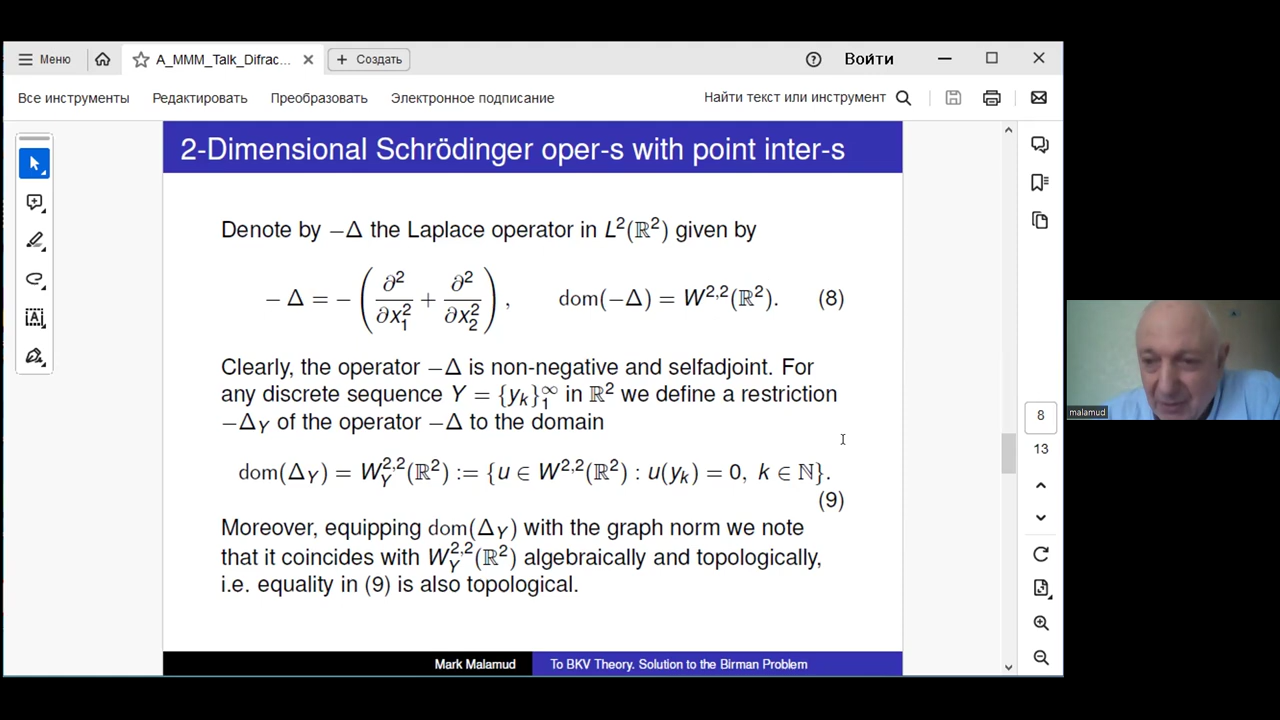 Меню
A_MMM_Talk_Difrac...
Создать
Войти
Все инструменты
Редактировать
Преобразовать
Электронное подписание
Найти текст или инструмент
2-Dimensional Schrödinger oper-s with point inter-s
Denote by −Δ the Laplace operator in L²(ℝ²) given by
− Δ = − ( ∂²/∂x₁² + ∂²/∂x₂² ) , dom(−Δ) = W²,²(ℝ²). (8)
Clearly, the operator −Δ is non-negative and selfadjoint. For
any discrete sequence Y = {yₖ}₁^∞ in ℝ² we define a restriction
−Δ_Y of the operator −Δ to the domain
dom(Δ_Y) = W_Y^{2,2}(ℝ²) := {u ∈ W²,²(ℝ²) : u(yₖ) = 0, k ∈ ℕ}.
(9)
Moreover, equipping dom(Δ_Y) with the graph norm we note
that it coincides with W_Y^{2,2}(ℝ²) algebraically and topologically,
i.e. equality in (9) is also topological.
Mark Malamud
To BKV Theory. Solution to the Birman Problem
8
13
malamud